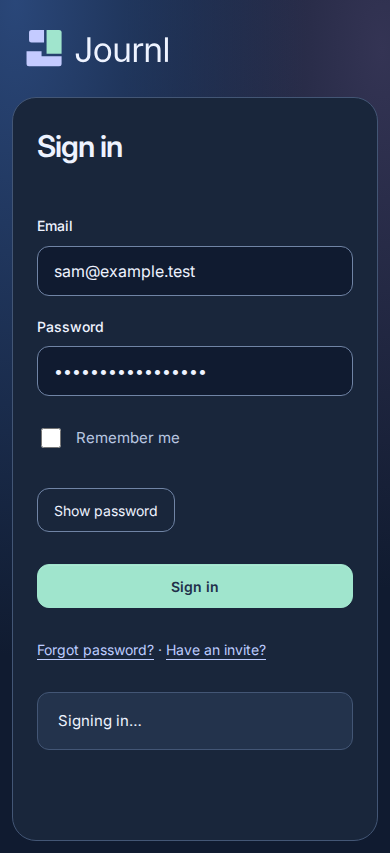 Journl
Sign in
Email
sam@example.test
Password
•••••••••••••••••
Remember me
Show password
Sign in
Forgot password? · Have an invite?
Signing in...